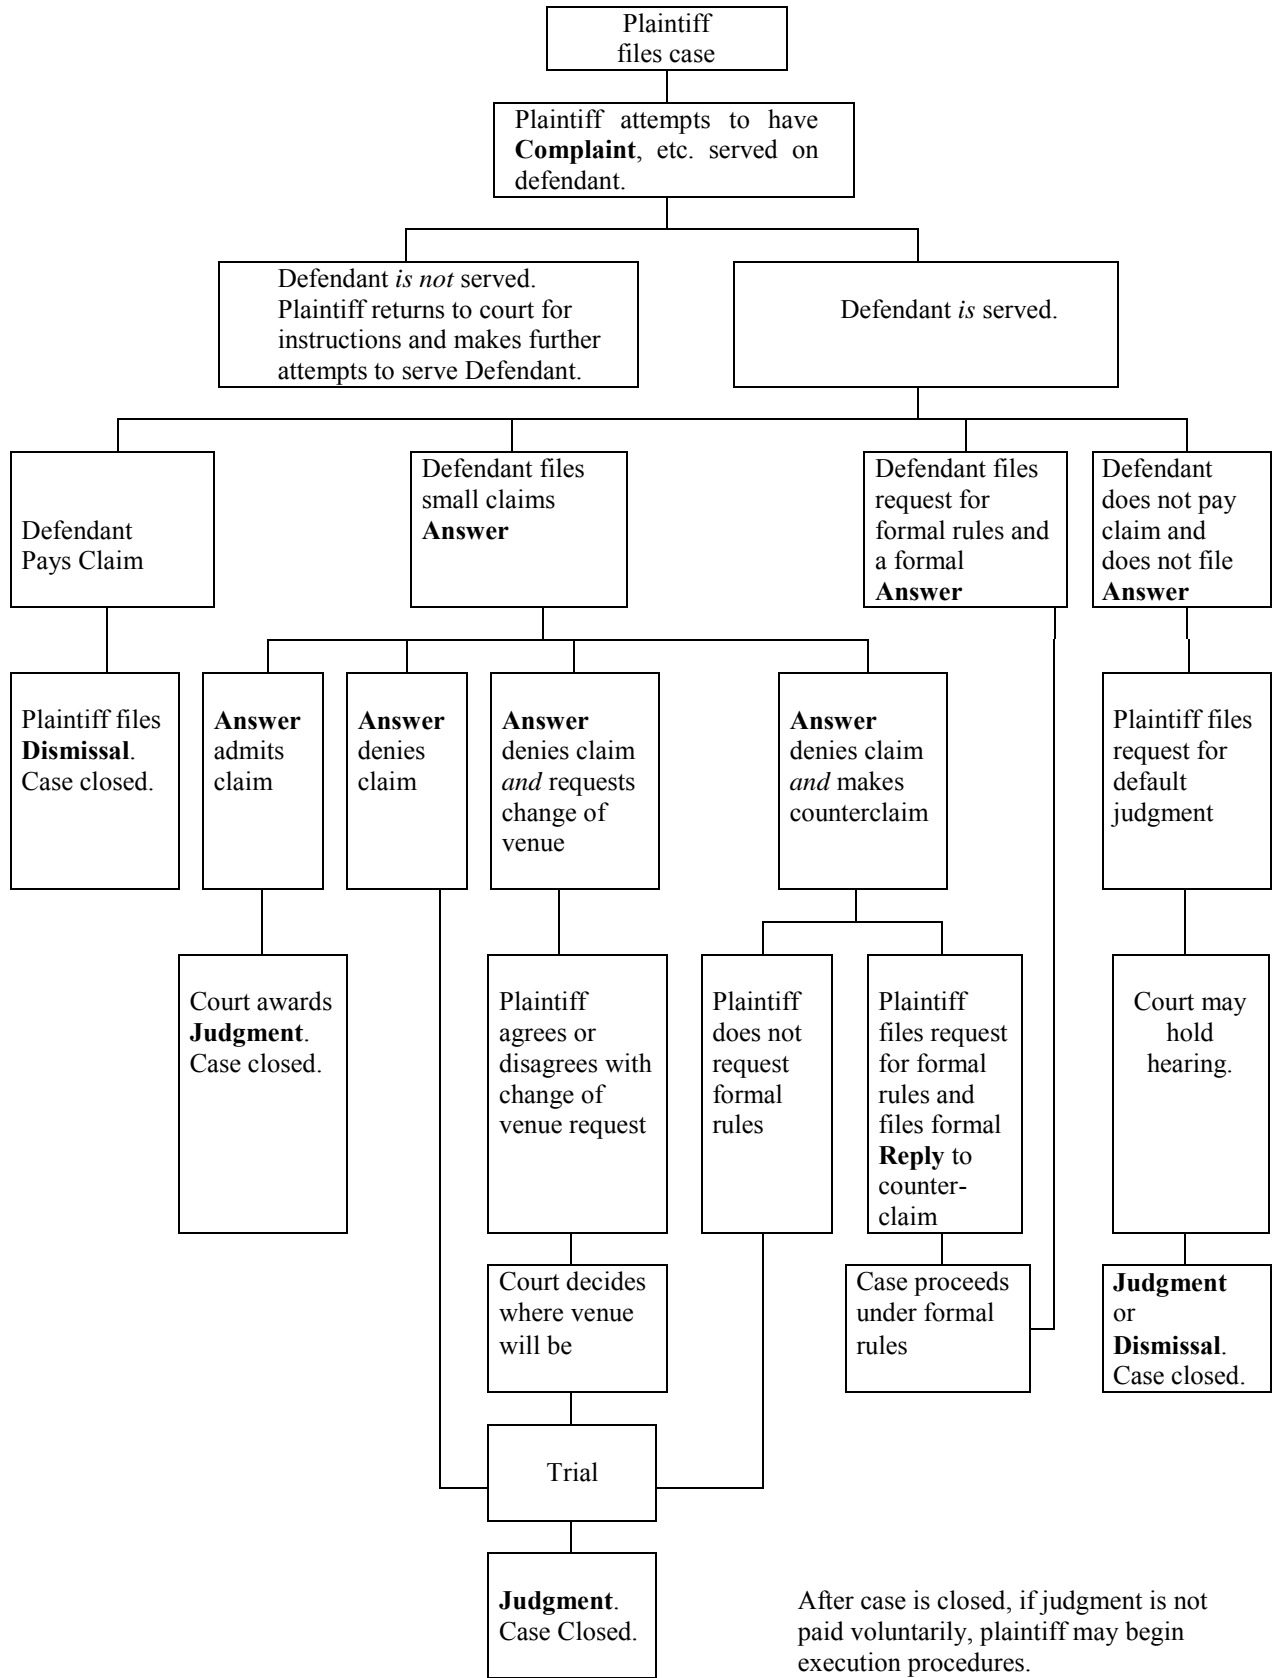 Plaintiff
files case
Plaintiff attempts to have
Complaint, etc. served on
defendant.
Defendant is not served.
Plaintiff returns to court for
instructions and makes further
attempts to serve Defendant.
Defendant is served.
Defendant
Pays Claim
Defendant files
small claims
Answer
Defendant files
request for
formal rules and
a formal
Answer
Defendant
does not pay
claim and
does not file
Answer
Plaintiff files
Dismissal.
Case closed.
Answer
admits
claim
Answer
denies
claim
Answer
denies claim
and requests
change of
venue
Answer
denies claim
and makes
counterclaim
Plaintiff files
request for
default
judgment
Court awards
Judgment.
Case closed.
Plaintiff
agrees or
disagrees with
change of
venue request
Plaintiff
does not
request
formal
rules
Plaintiff
files request
for formal
rules and
files formal
Reply to
counter-
claim
Court may
hold
hearing.
Court decides
where venue
will be
Case proceeds
under formal
rules
Judgment
or
Dismissal.
Case closed.
Trial
Judgment.
Case Closed.
After case is closed, if judgment is not
paid voluntarily, plaintiff may begin
execution procedures.